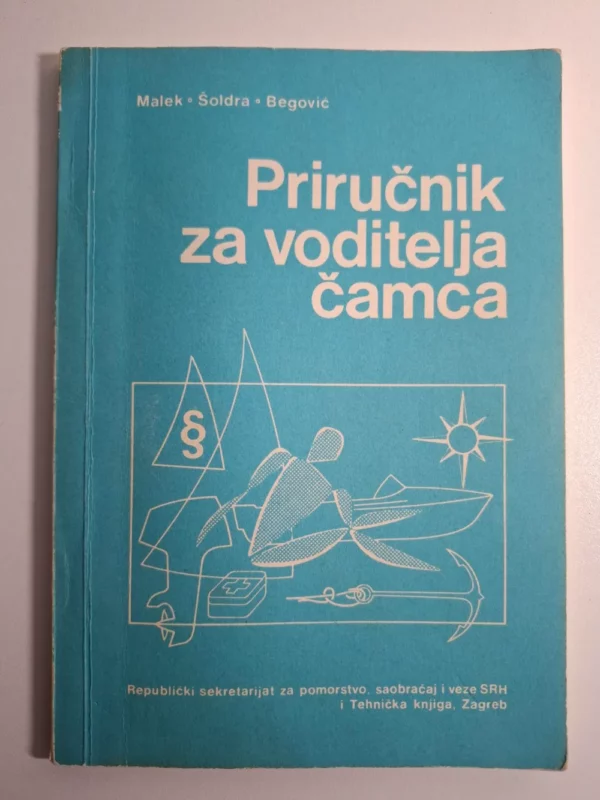 Malek • Šoldra • Begović
Priručnik
za voditelja
čamca
§
Republički sekretarijat za pomorstvo, saobraćaj i veze SRH
i Tehnička knjiga, Zagreb